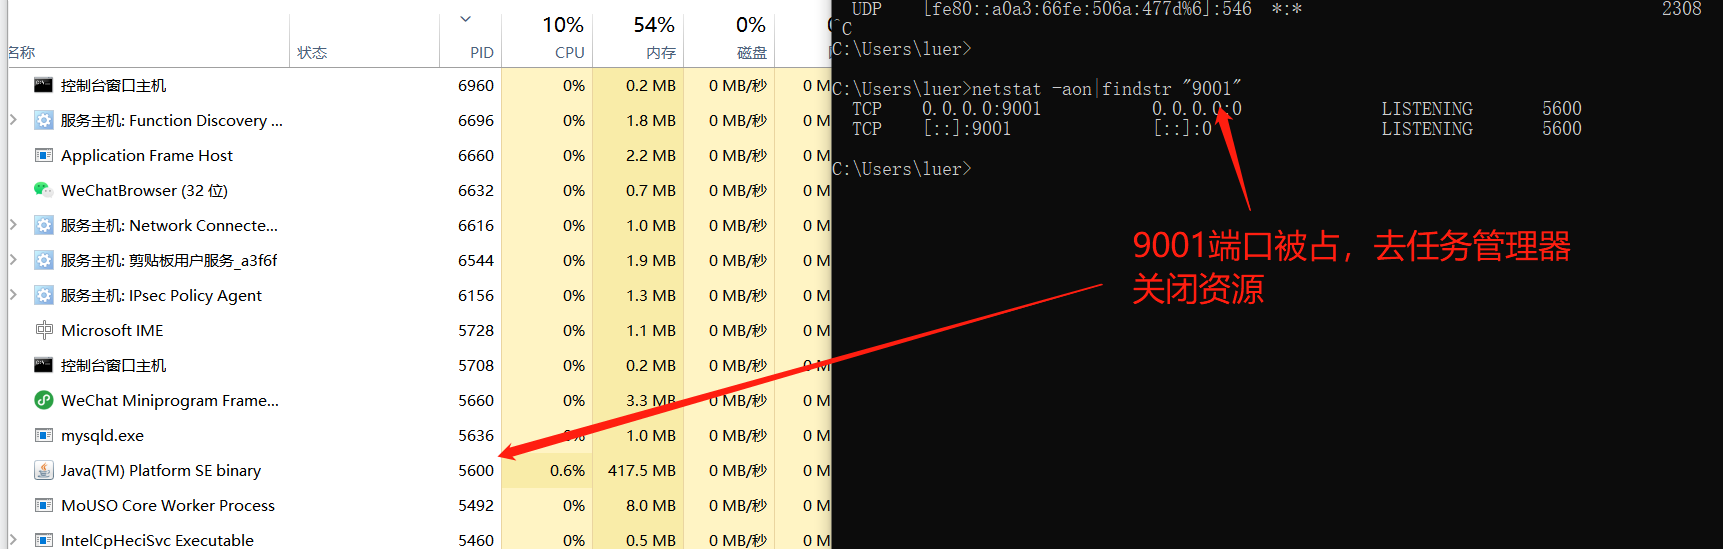 10% 54% 0%
名称 状态 PID CPU 内存 磁盘
控制台窗口主机 6960 0% 0.2 MB 0 MB/秒 0 M
服务主机: Function Discovery ... 6696 0% 1.8 MB 0 MB/秒 0 M
Application Frame Host 6660 0% 2.2 MB 0 MB/秒 0 M
WeChatBrowser (32 位) 6632 0% 0.7 MB 0 MB/秒 0 M
服务主机: Network Connecte... 6616 0% 1.0 MB 0 MB/秒 0 M
服务主机: 剪贴板用户服务_a3f6f 6544 0% 1.9 MB 0 MB/秒 0 M
服务主机: IPsec Policy Agent 6156 0% 1.3 MB 0 MB/秒 0 M
Microsoft IME 5728 0% 1.1 MB 0 MB/秒 0 M
控制台窗口主机 5708 0% 0.2 MB 0 MB/秒 0 M
WeChat Miniprogram Frame... 5660 0% 3.3 MB 0 MB/秒 0 M
mysqld.exe 5636 0% 1.0 MB 0 MB/秒 0 M
Java(TM) Platform SE binary 5600 0.6% 417.5 MB 0 MB/秒 0 M
MoUSO Core Worker Process 5492 0% 8.0 MB 0 MB/秒 0 M
IntelCpHeciSvc Executable 5460 0% 0.5 MB 0 MB/秒 0 M
UDP [fe80::a0a3:66fe:506a:477d%6]:546 *:* 2308
^C
C:\Users\luer>
C:\Users\luer>netstat -aon|findstr "9001"
TCP 0.0.0.0:9001 0.0.0.0:0 LISTENING 5600
TCP [::]:9001 [::]:0 LISTENING 5600
C:\Users\luer>
9001端口被占，去任务管理器
关闭资源